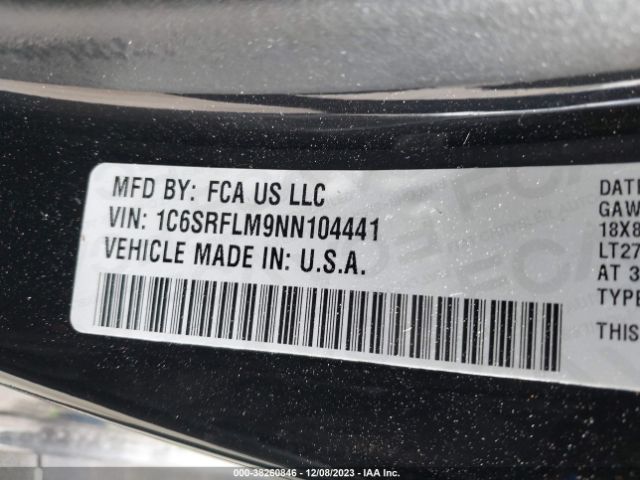 MFD BY: FCA US LLC
VIN: 1C6SRFLM9NN104441
VEHICLE MADE IN: U.S.A.
DATE
GAW
18X8
LT27
AT 3
TYPE
THIS
000-38260846 - 12/08/2023 - IAA Inc.